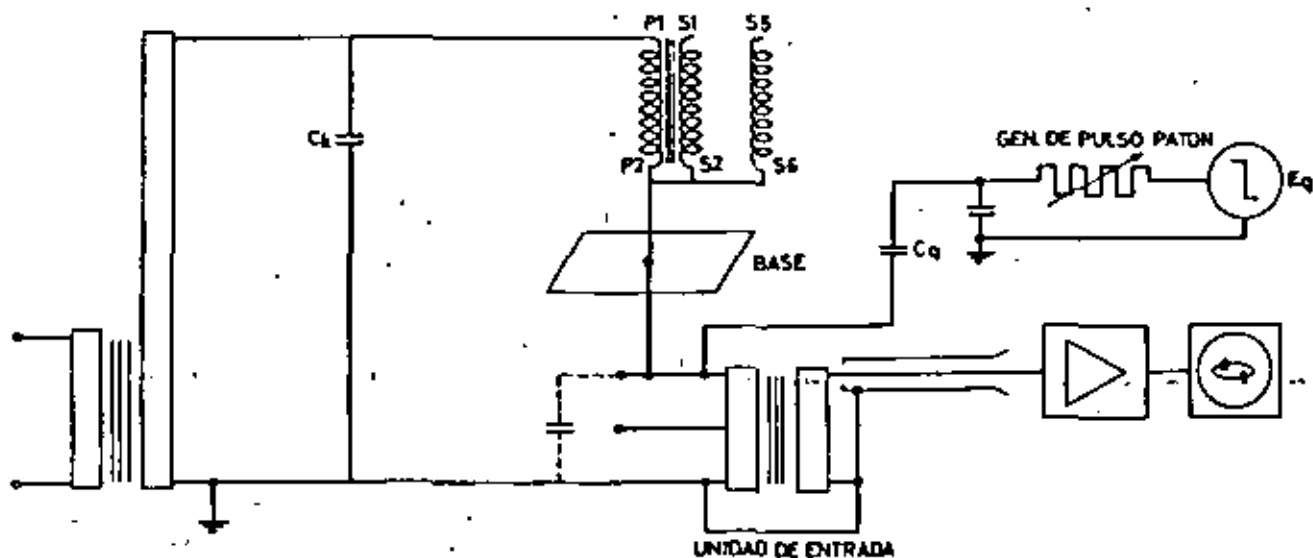 P1 S1 S5
Ck
P2 S2 S6
GEN. DE PULSO PATON
Eq
Cq
BASE
UNIDAD DE ENTRADA